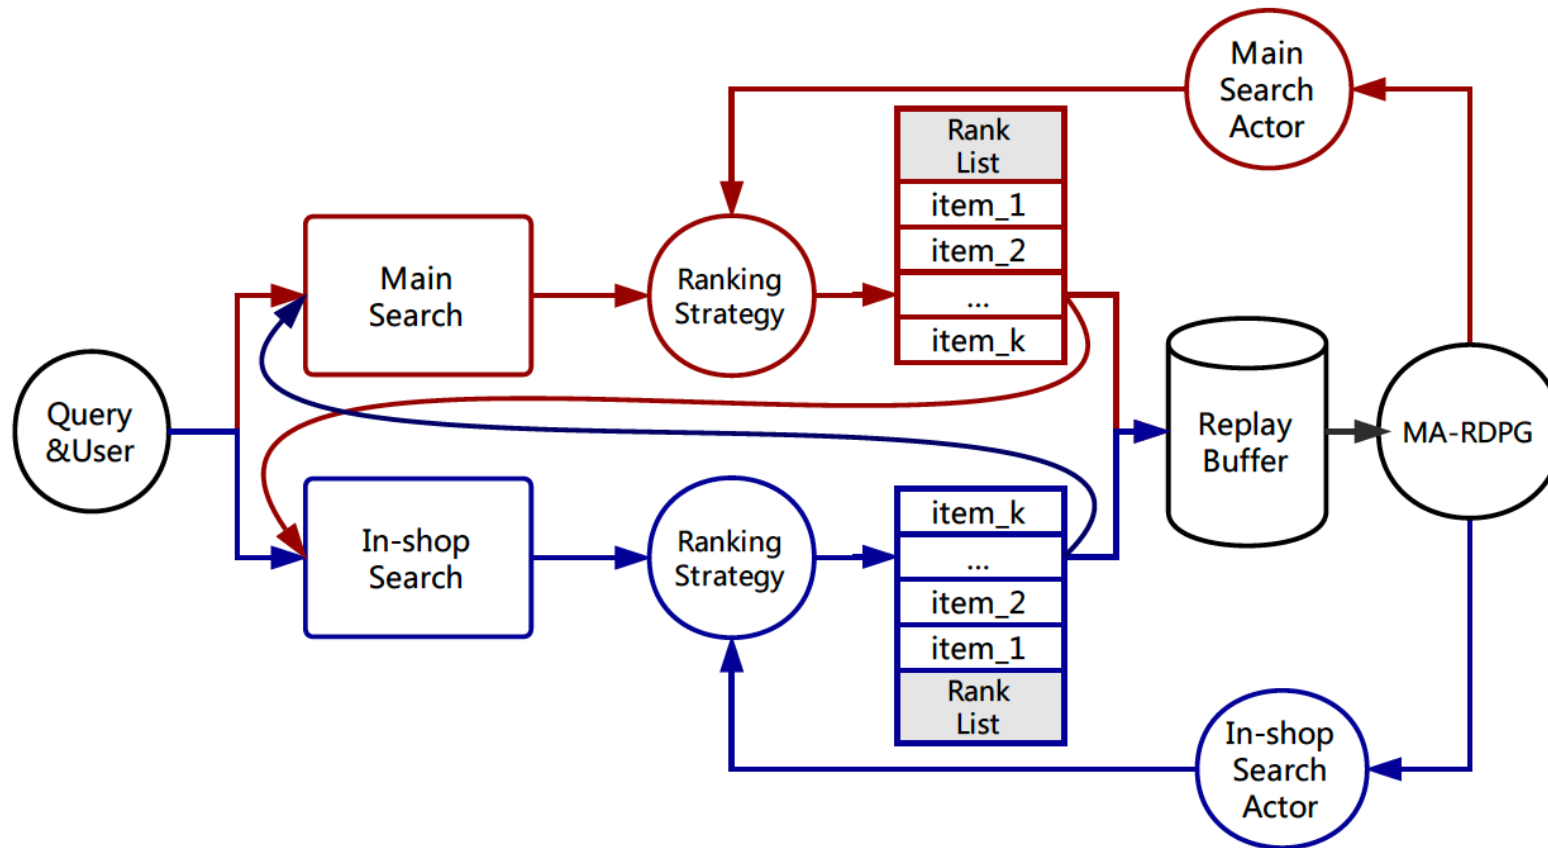 Main
Search
Actor
Rank
List
item_1
item_2
...
item_k
Main
Search
Ranking
Strategy
Query
&User
Replay
Buffer
MA-RDPG
In-shop
Search
Ranking
Strategy
item_k
...
item_2
item_1
Rank
List
In-shop
Search
Actor